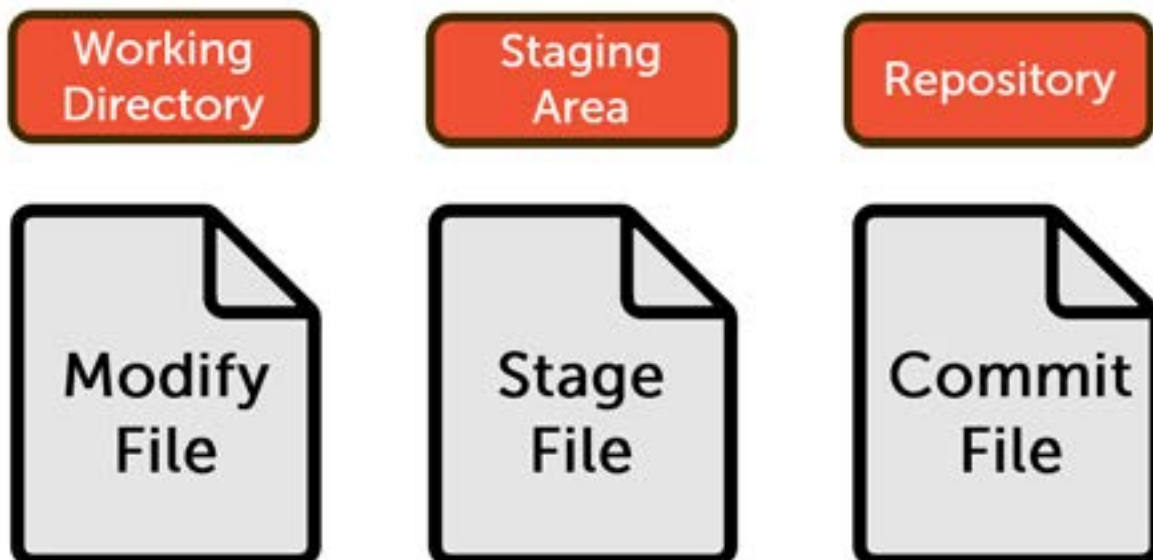 Working
Directory
Staging
Area
Repository
Modify
File
Stage
File
Commit
File